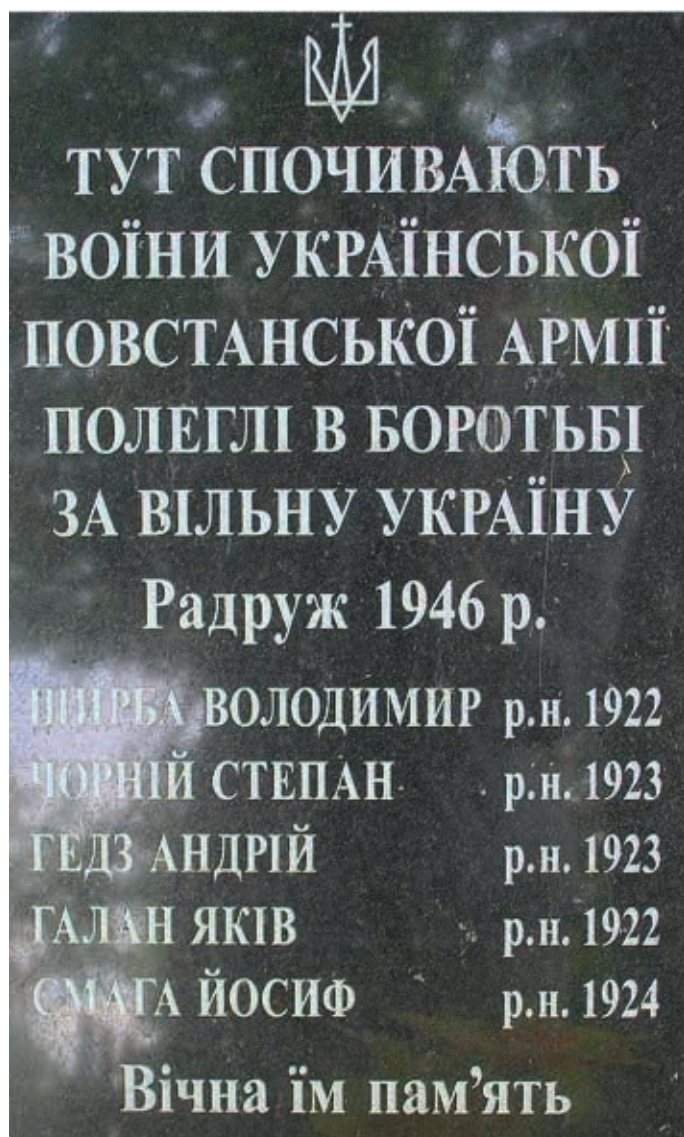 ТУТ СПОЧИВАЮТЬ
ВОЇНИ УКРАЇНСЬКОЇ
ПОВСТАНСЬКОЇ АРМІЇ
ПОЛЕГЛІ В БОРОТЬБІ
ЗА ВІЛЬНУ УКРАЇНУ
Радруж 1946 р.
ШИРБА ВОЛОДИМИР р.н. 1922
ЧОРНІЙ СТЕПАН р.н. 1923
ГЕДЗ АНДРІЙ р.н. 1923
ГАЛАН ЯКІВ р.н. 1922
СМАГА ЙОСИФ р.н. 1924
Вічна їм пам’ять